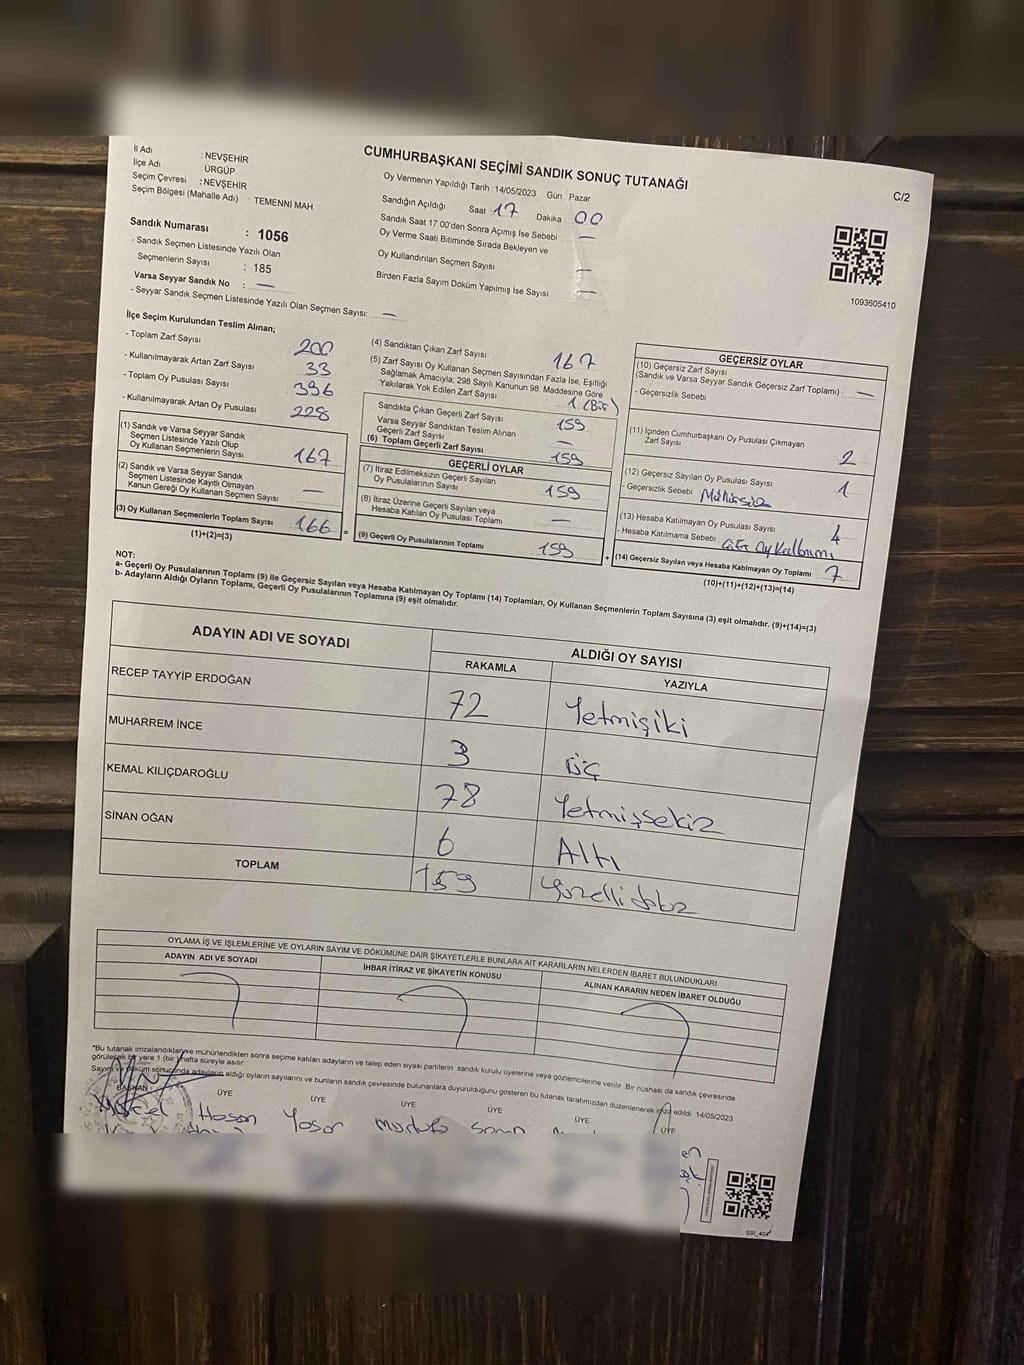 CUMHURBAŞKANI SEÇİMİ SANDIK SONUÇ TUTANAĞI
C/2
İl Adı : NEVŞEHİR
İlçe Adı : ÜRGÜP
Seçim Çevresi : NEVŞEHİR
Seçim Bölgesi (Mahalle Adı) : TEMENNİ MAH
Oy Vermenin Yapıldığı Tarih : 14/05/2023 Gün : Pazar
Sandığın Açıldığı Saat 17 Dakika : 00
Sandık Saat 17:00'den Sonra Açımış İse Sebebi —
Oy Verme Saati Bitiminde Sırada Bekleyen ve
Oy Kullandırılan Seçmen Sayısı —
Birden Fazla Sayım Döküm Yapılmış İse Sayısı —
1093605410
Sandık Numarası : 1056
- Sandık Seçmen Listesinde Yazılı Olan
Seçmenlerin Sayısı : 185
Varsa Seyyar Sandık No : —
- Seyyar Sandık Seçmen Listesinde Yazılı Olan Seçmen Sayısı: —
İlçe Seçim Kurulundan Teslim Alınan;
- Toplam Zarf Sayısı 200
- Kullanılmayarak Artan Zarf Sayısı 33
- Toplam Oy Pusulası Sayısı 396
- Kullanılmayarak Artan Oy Pusulası 228
(1) Sandık ve Varsa Seyyar Sandık
Seçmen Listesinde Yazılı Olup
Oy Kullanan Seçmenlerin Sayısı 167
(2) Sandık ve Varsa Seyyar Sandık
Seçmen Listesinde Kayıtlı Olmayan
Kanun Gereği Oy Kullanan Seçmen Sayısı —
(3) Oy Kullanan Seçmenlerin Toplam Sayısı 166 =
(1)+(2)=(3)
(4) Sandıktan Çıkan Zarf Sayısı 167
(5) Zarf Sayısı Oy Kullanan Seçmen Sayısından Fazla İse, Eşitliği
Sağlamak Amacıyla, 298 Sayılı Kanunun 98. Maddesine Göre
Yakılarak Yok Edilen Zarf Sayısı 1 (Bir)
Sandıkta Çıkan Geçerli Zarf Sayısı 159
Varsa Seyyar Sandıktan Teslim Alınan
Geçerli Zarf Sayısı —
(6) Toplam Geçerli Zarf Sayısı 159
GEÇERLİ OYLAR
(7) İtiraz Edilmeksizin Geçerli Sayılan
Oy Pusulalarının Sayısı 159
(8) İtiraz Üzerine Geçerli Sayılan veya
Hesaba Katılan Oy Pusulası Toplamı —
(9) Geçerli Oy Pusulalarının Toplamı 159 +
GEÇERSİZ OYLAR
(10) Geçersiz Zarf Sayısı
(Sandık ve Varsa Seyyar Sandık Geçersiz Zarf Toplamı) —
- Geçersizlik Sebebi
(11) İçinden Cumhurbaşkanı Oy Pusulası Çıkmayan
Zarf Sayısı 2
(12) Geçersiz Sayılan Oy Pusulası Sayısı 1
- Geçersizlik Sebebi Mühürsüz
(13) Hesaba Katılmayan Oy Pusulası Sayısı 4
- Hesaba Katılmama Sebebi : Çift Oy Kullanımı
(14) Geçersiz Sayılan veya Hesaba Katılmayan Oy Toplamı 7
(10)+(11)+(12)+(13)=(14)
NOT:
a- Geçerli Oy Pusulalarının Toplamı (9) ile Geçersiz Sayılan veya Hesaba Katılmayan Oy Toplamı (14) Toplamları, Oy Kullanan Seçmenlerin Toplam Sayısına (3) eşit olmalıdır. (9)+(14)=(3)
b- Adayların Aldığı Oyların Toplamı, Geçerli Oy Pusulalarının Toplamına (9) eşit olmalıdır.
ADAYIN ADI VE SOYADI
ALDIĞI OY SAYISI
RAKAMLA YAZIYLA
RECEP TAYYİP ERDOĞAN 72 Yetmişiki
MUHARREM İNCE 3 üç
KEMAL KILIÇDAROĞLU 78 Yetmişsekiz
SİNAN OĞAN 6 Altı
TOPLAM 159 Yüzellidokuz
OYLAMA İŞ VE İŞLEMLERİNE VE OYLARIN SAYIM VE DÖKÜMÜNE DAİR ŞİKAYETLERLE BUNLARA AİT KARARLARIN NELERDEN İBARET BULUNDUKLARI
ADAYIN ADI VE SOYADI İHBAR İTİRAZ VE ŞİKAYETİN KONUSU ALINAN KARARIN NEDEN İBARET OLDUĞU
*Bu tutanak imzalandıktan ve mühürlendikten sonra seçime katılan adayların ve talep eden siyasi partilerin sandık kurulu üyelerine veya gözlemcilerine verilir. Bir nüshası da sandık çevresinde
görülecek bir yere 1 (bir) hafta süreyle asılır.
Sayım ve döküm sonucunda adayların aldığı oyların sayılarını ve bunların sandık çevresinde bulunanlara duyurulduğunu gösteren bu tutanak tarafımızdan düzenlenerek imza edildi. 14/05/2023
BAŞKAN ÜYE ÜYE ÜYE ÜYE ÜYE ÜYE
Hasan Yaşar Mustafa